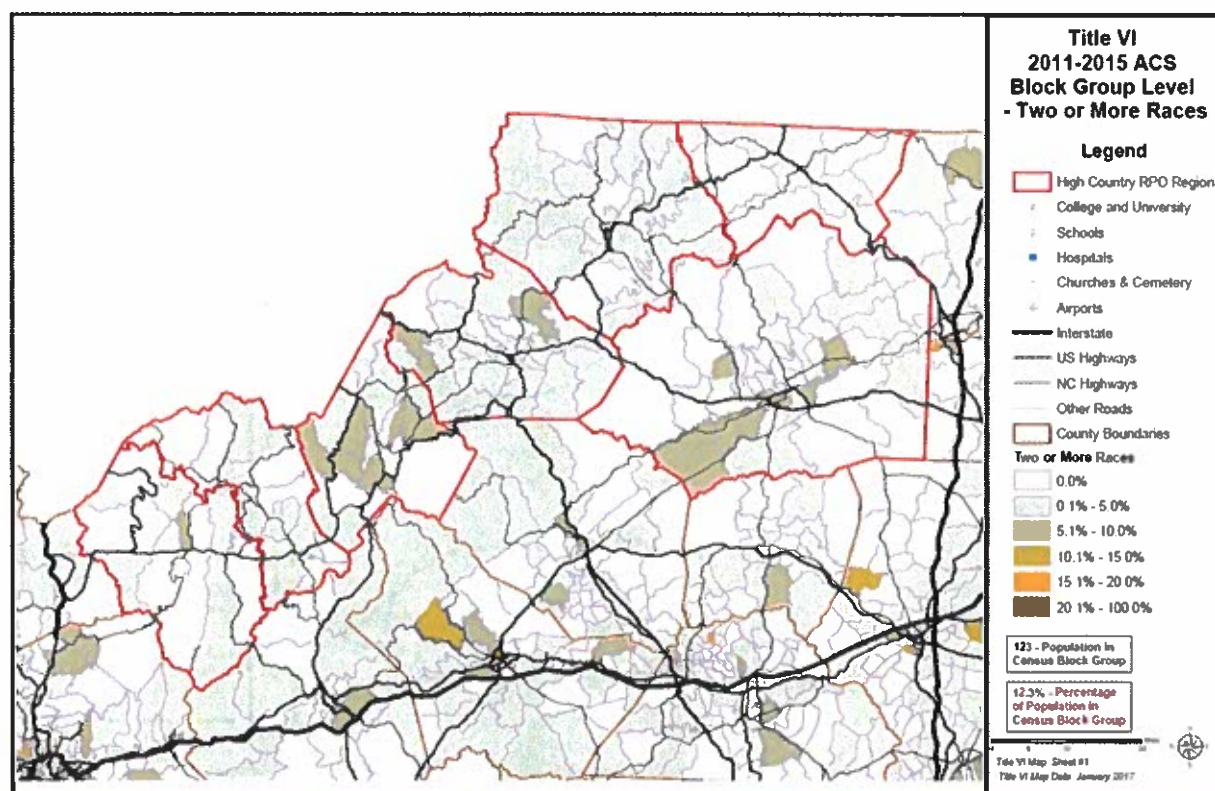 Title VI
2011-2015 ACS
Block Group Level
- Two or More Races
Legend
High Country RPO Region
College and University
Schools
Hospitals
Churches & Cemetery
Airports
Interstate
US Highways
NC Highways
Other Roads
County Boundaries
Two or More Races
0.0%
0.1% - 5.0%
5.1% - 10.0%
10.1% - 15.0%
15.1% - 20.0%
20.1% - 100.0%
123 - Population in
Census Block Group
12.3% - Percentage
of Population in
Census Block Group
Title VI Map Sheet #1
Title VI Map Date: January 2017